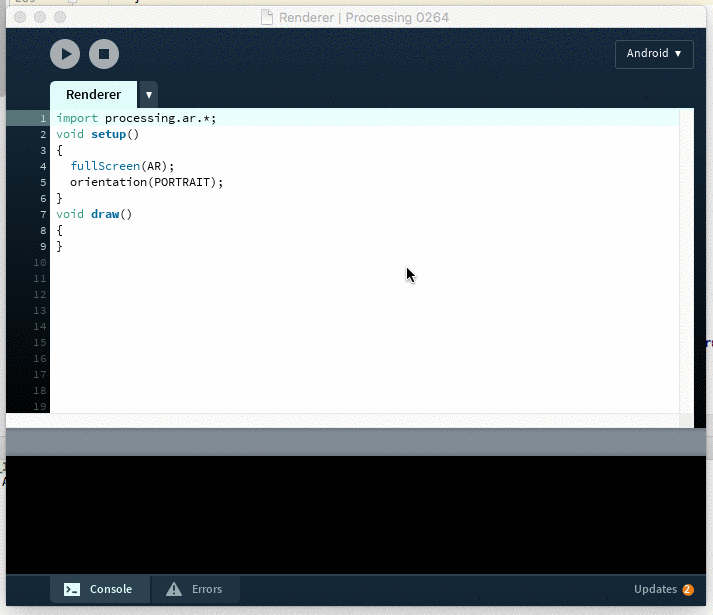 Renderer | Processing 0264
Android ▼
Renderer ▼
1 import processing.ar.*;
2 void setup()
3 {
4   fullScreen(AR);
5   orientation(PORTRAIT);
6 }
7 void draw()
8 {
9 }
10
11
12
13
14
15
16
17
18
19
Console Errors Updates 2